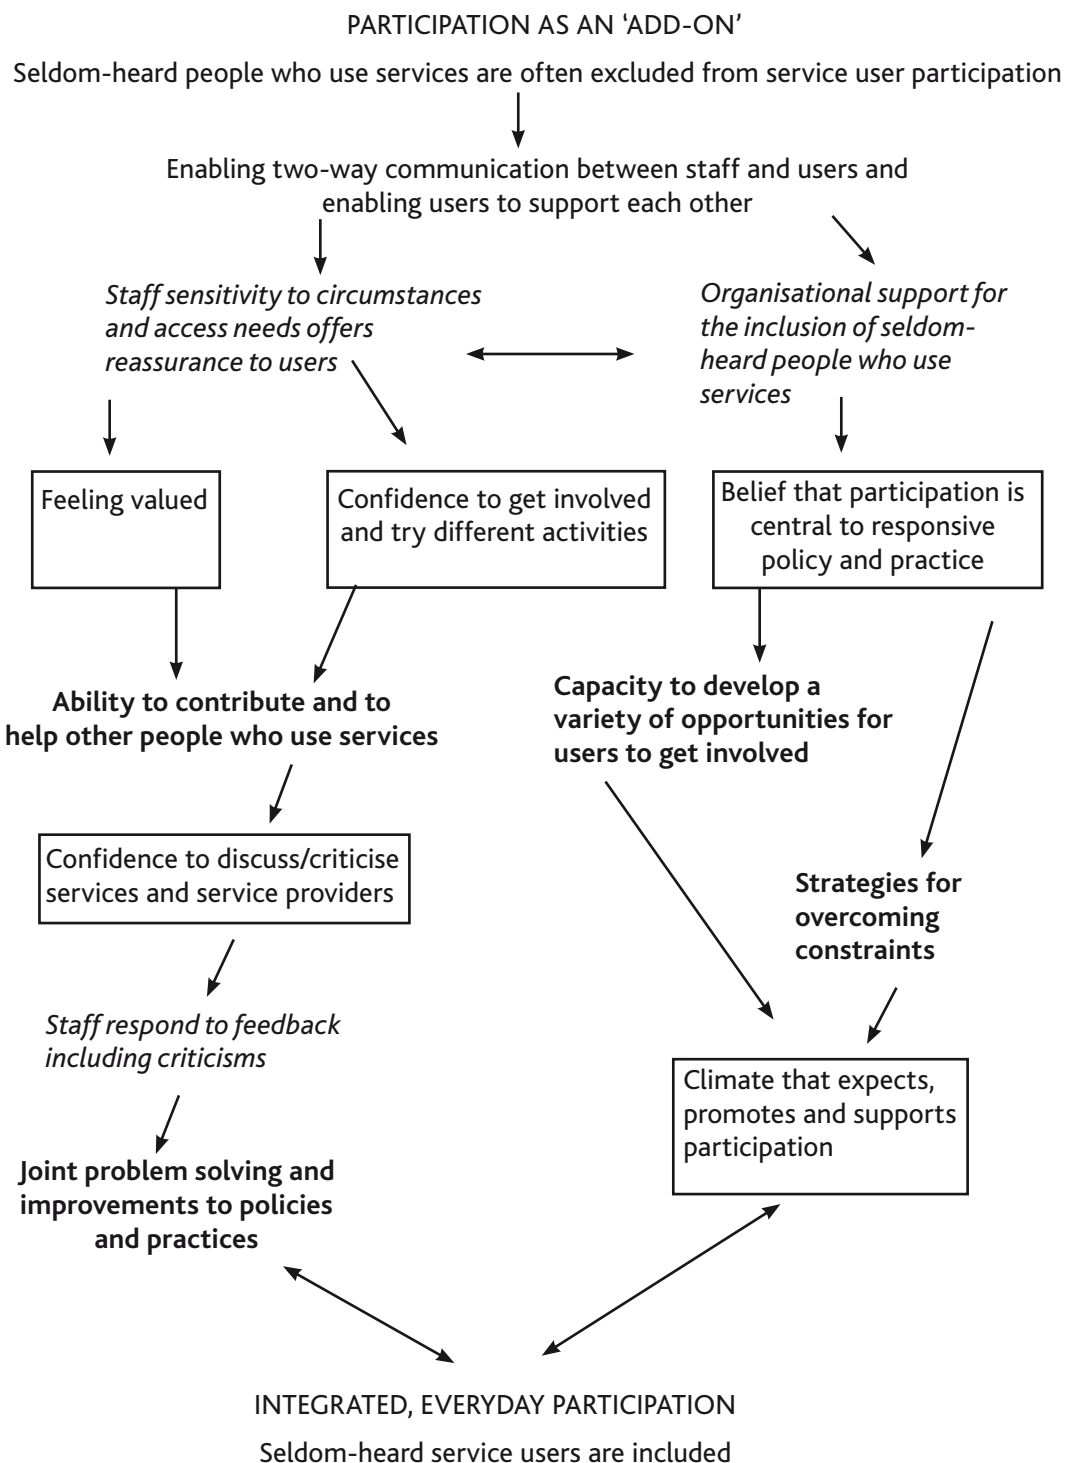 PARTICIPATION AS AN ‘ADD-ON’
Seldom-heard people who use services are often excluded from service user participation
Enabling two-way communication between staff and users and
enabling users to support each other
Staff sensitivity to circumstances
and access needs offers
reassurance to users
Organisational support for
the inclusion of seldom-
heard people who use
services
Feeling valued
Confidence to get involved
and try different activities
Belief that participation is
central to responsive
policy and practice
Ability to contribute and to
help other people who use services
Capacity to develop a
variety of opportunities for
users to get involved
Confidence to discuss/criticise
services and service providers
Strategies for
overcoming
constraints
Staff respond to feedback
including criticisms
Climate that expects,
promotes and supports
participation
Joint problem solving and
improvements to policies
and practices
INTEGRATED, EVERYDAY PARTICIPATION
Seldom-heard service users are included